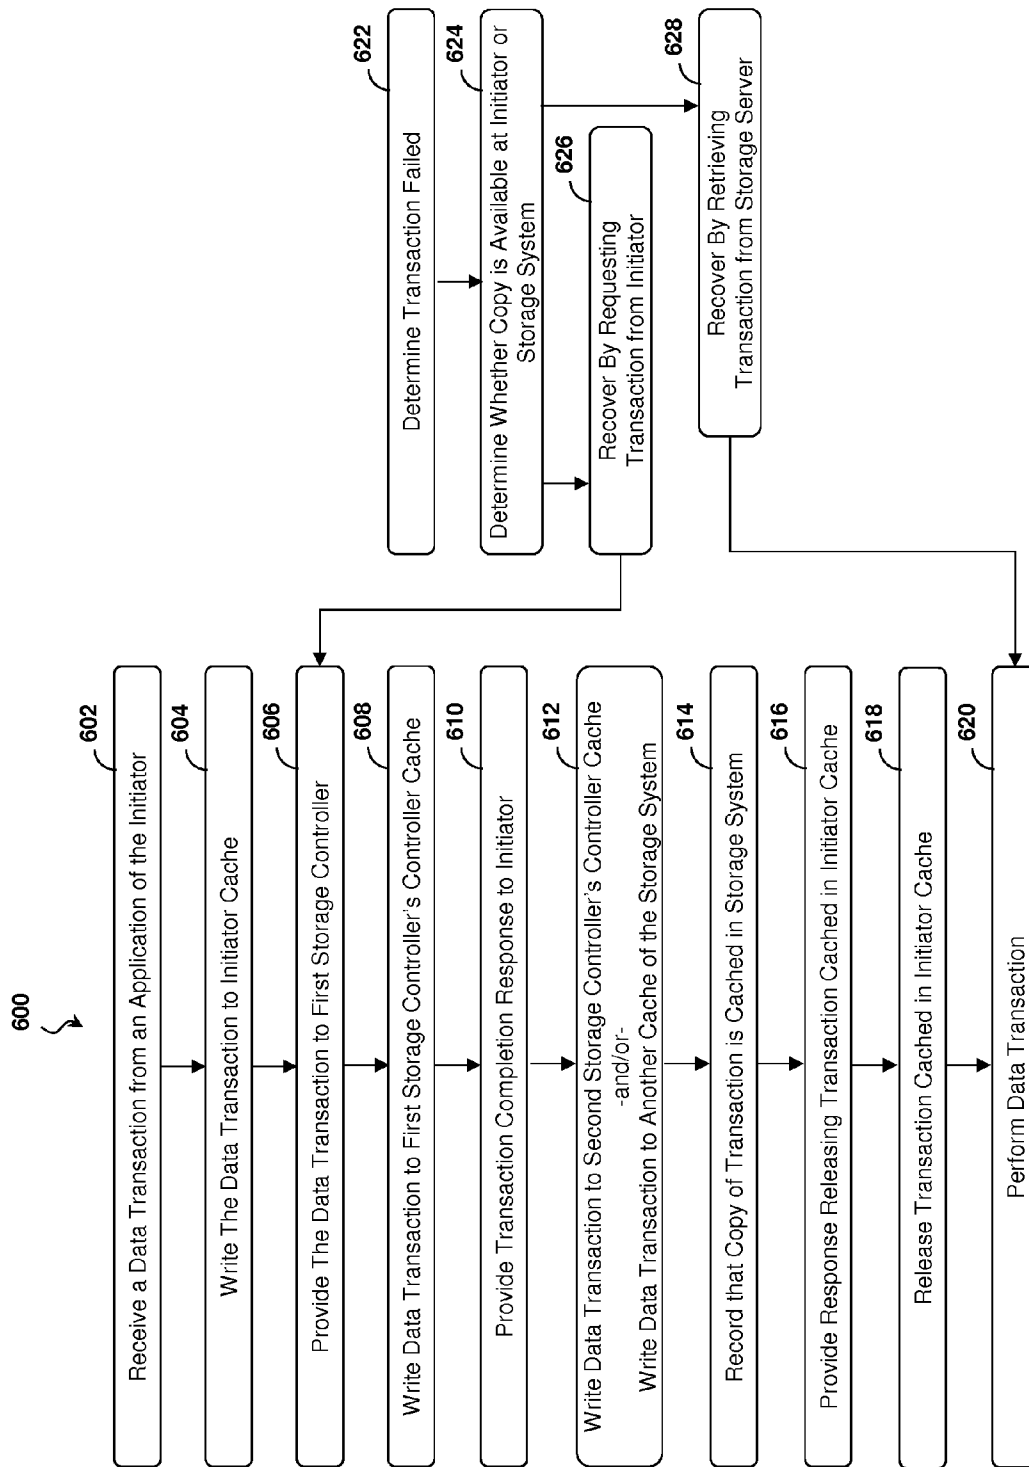 600
602
Receive a Data Transaction from an Application of the Initiator
604
Write The Data Transaction to Initiator Cache
606
Provide The Data Transaction to First Storage Controller
608
Write Data Transaction to First Storage Controller's Controller Cache
610
Provide Transaction Completion Response to Initiator
612
Write Data Transaction to Second Storage Controller's Controller Cache
-and/or-
Write Data Transaction to Another Cache of the Storage System
614
Record that Copy of Transaction is Cached in Storage System
616
Provide Response Releasing Transaction Cached in Initiator Cache
618
Release Transaction Cached in Initiator Cache
620
Perform Data Transaction
622
Determine Transaction Failed
624
Determine Whether Copy is Available at Initiator or
Storage System
626
Recover By Requesting
Transaction from Initiator
628
Recover By Retrieving
Transaction from Storage Server